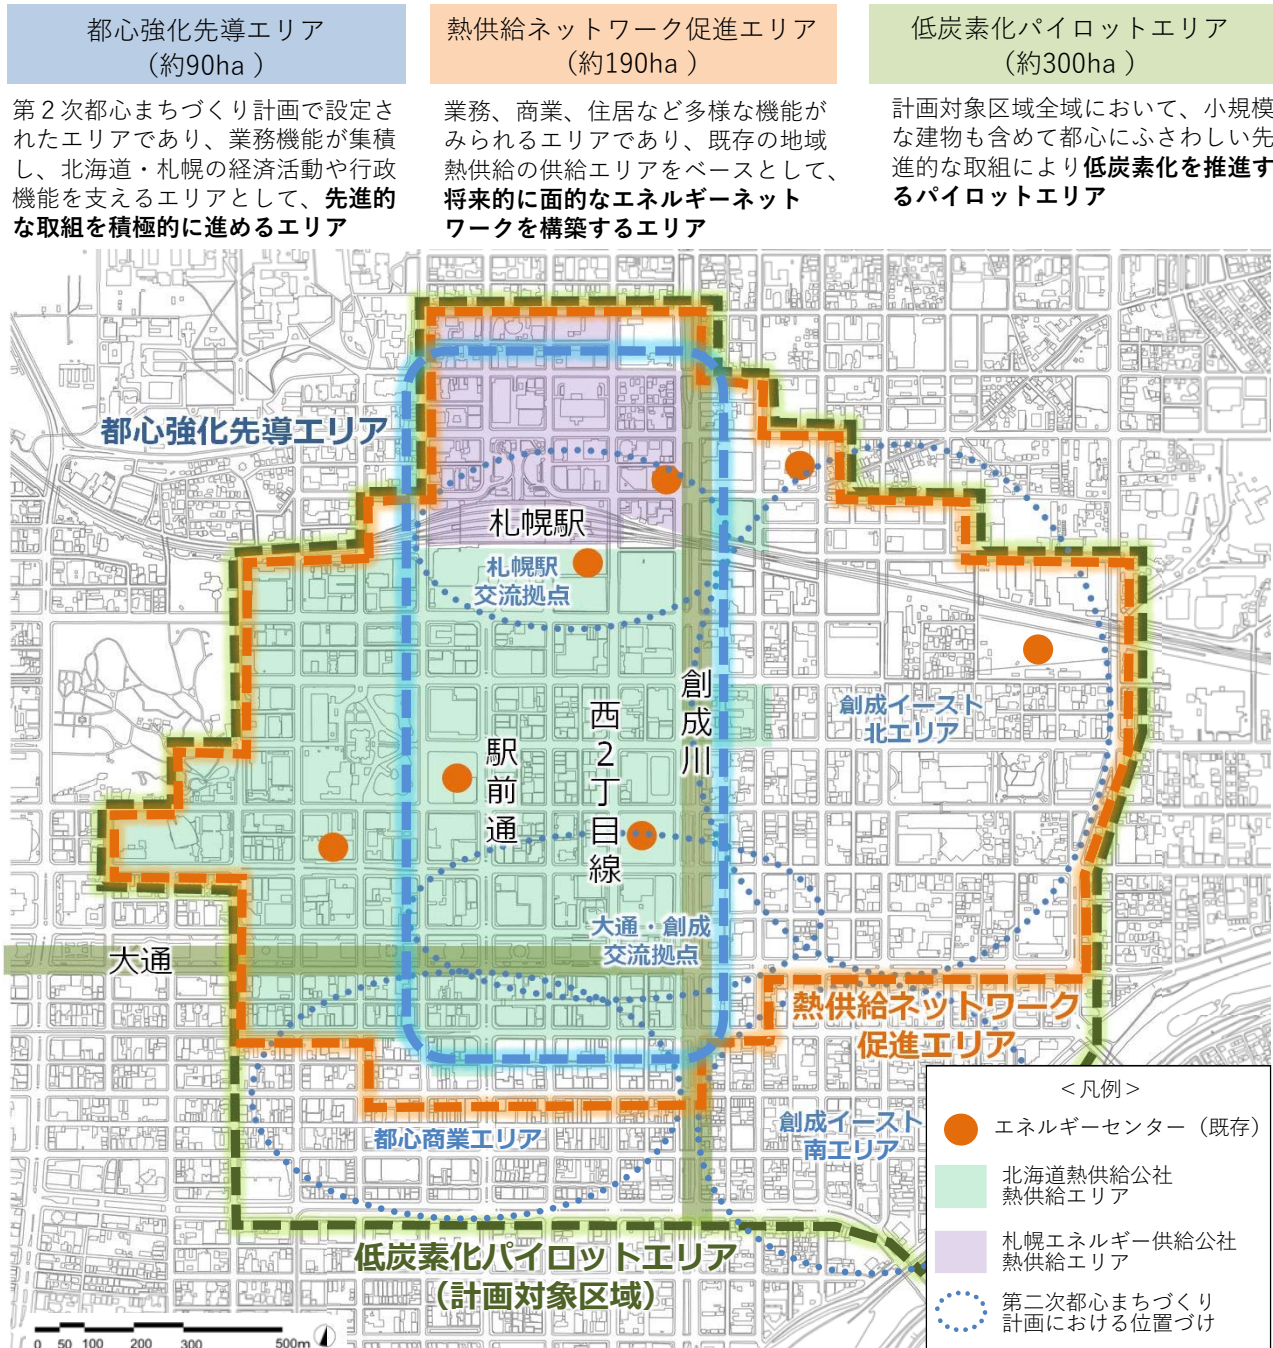 都心強化先導エリア
（約90ha ）
第２次都心まちづくり計画で設定さ
れたエリアであり、業務機能が集積
し、北海道・札幌の経済活動や行政
機能を支えるエリアとして、先進的
な取組を積極的に進めるエリア
熱供給ネットワーク促進エリア
（約190ha ）
業務、商業、住居など多様な機能が
みられるエリアであり、既存の地域
熱供給の供給エリアをベースとして、
将来的に面的なエネルギーネット
ワークを構築するエリア
低炭素化パイロットエリア
（約300ha ）
計画対象区域全域において、小規模
な建物も含めて都心にふさわしい先
進的な取組により低炭素化を推進す
るパイロットエリア
都心強化先導エリア
札幌駅
札幌駅
交流拠点
創成川
西２丁目線
駅前通
創成イースト
北エリア
大通・創成
交流拠点
大通
熱供給ネットワーク
促進エリア
都心商業エリア
創成イースト
南エリア
低炭素化パイロットエリア
（計画対象区域）
＜凡例＞
エネルギーセンター（既存）
北海道熱供給公社
熱供給エリア
札幌エネルギー供給公社
熱供給エリア
第二次都心まちづくり
計画における位置づけ
0 50 100 200 300 500m